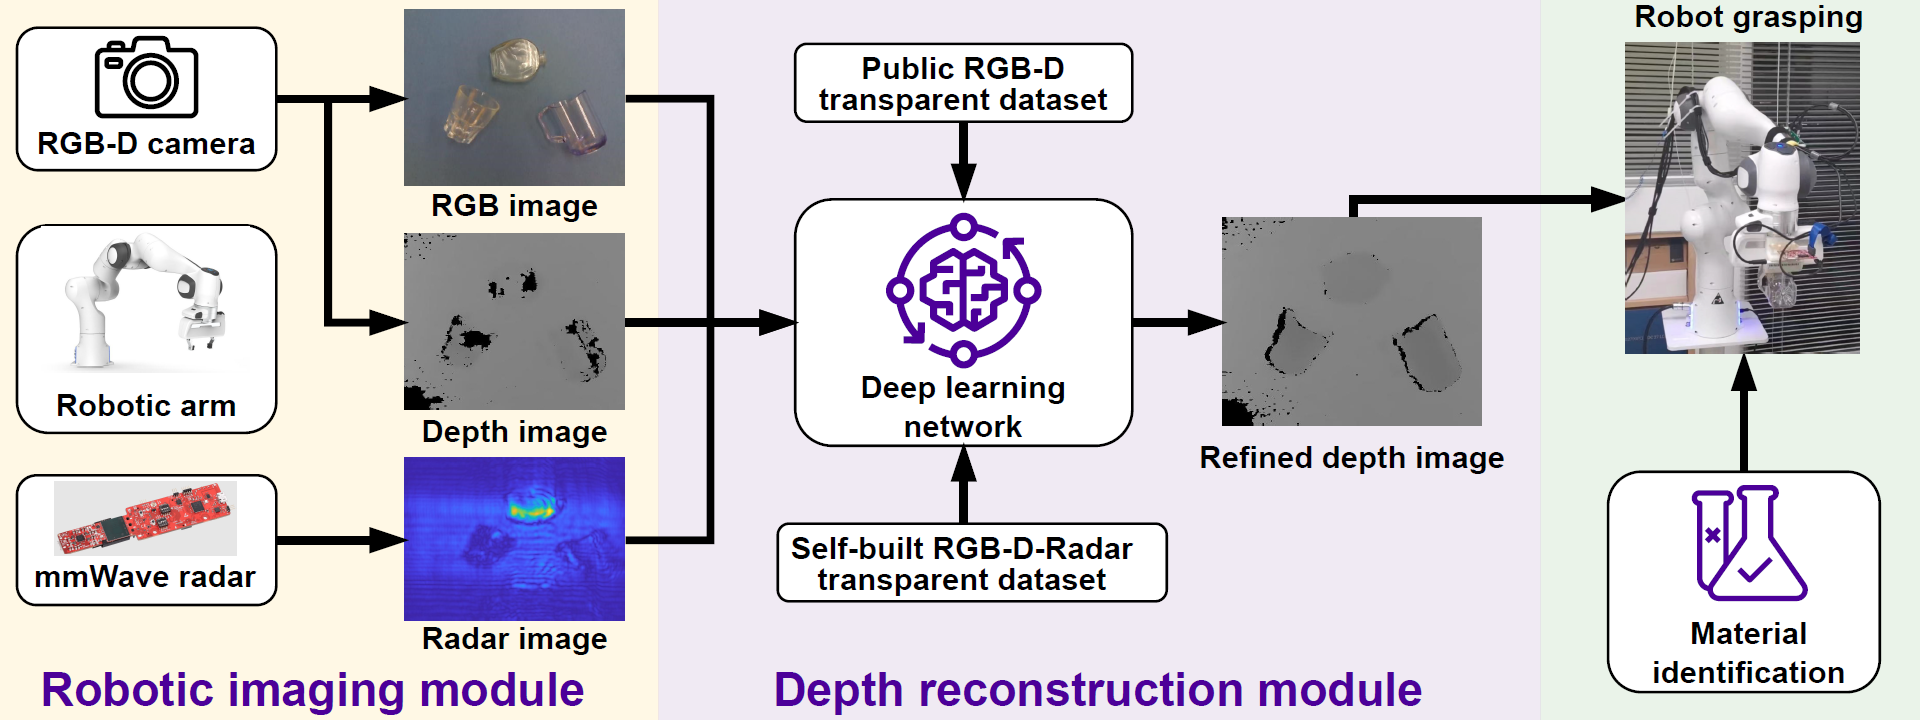 RGB-D camera
RGB image
Robotic arm
Depth image
mmWave radar
Radar image
Robotic imaging module
Public RGB-D
transparent dataset
Deep learning
network
Self-built RGB-D-Radar
transparent dataset
Refined depth image
Depth reconstruction module
Robot grasping
Material
identification